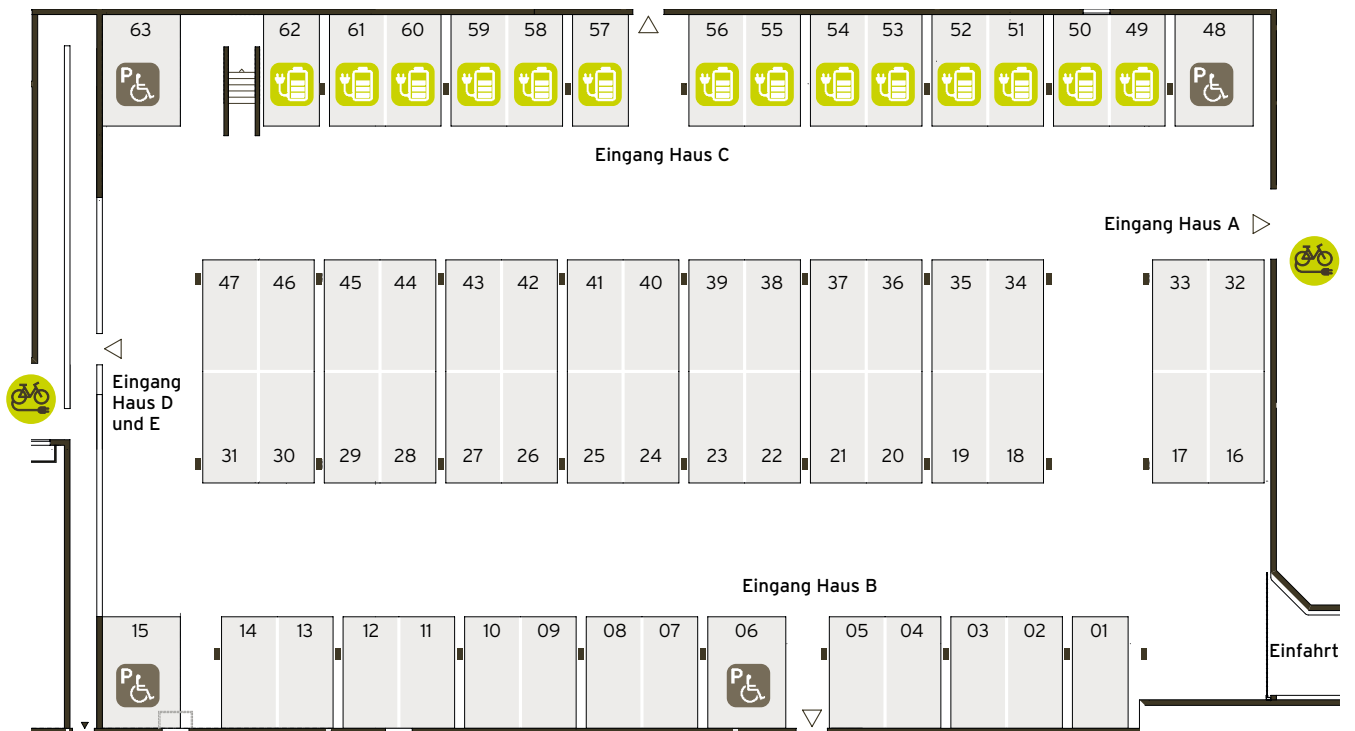 63 62 61 60 59 58 57 56 55 54 53 52 51 50 49 48
P P
Eingang Haus C
Eingang Haus A
47 46 45 44 43 42 41 40 39 38 37 36 35 34 33 32
Eingang
Haus D
und E
31 30 29 28 27 26 25 24 23 22 21 20 19 18 17 16
Eingang Haus B
15 14 13 12 11 10 09 08 07 06 05 04 03 02 01
Einfahrt
P P